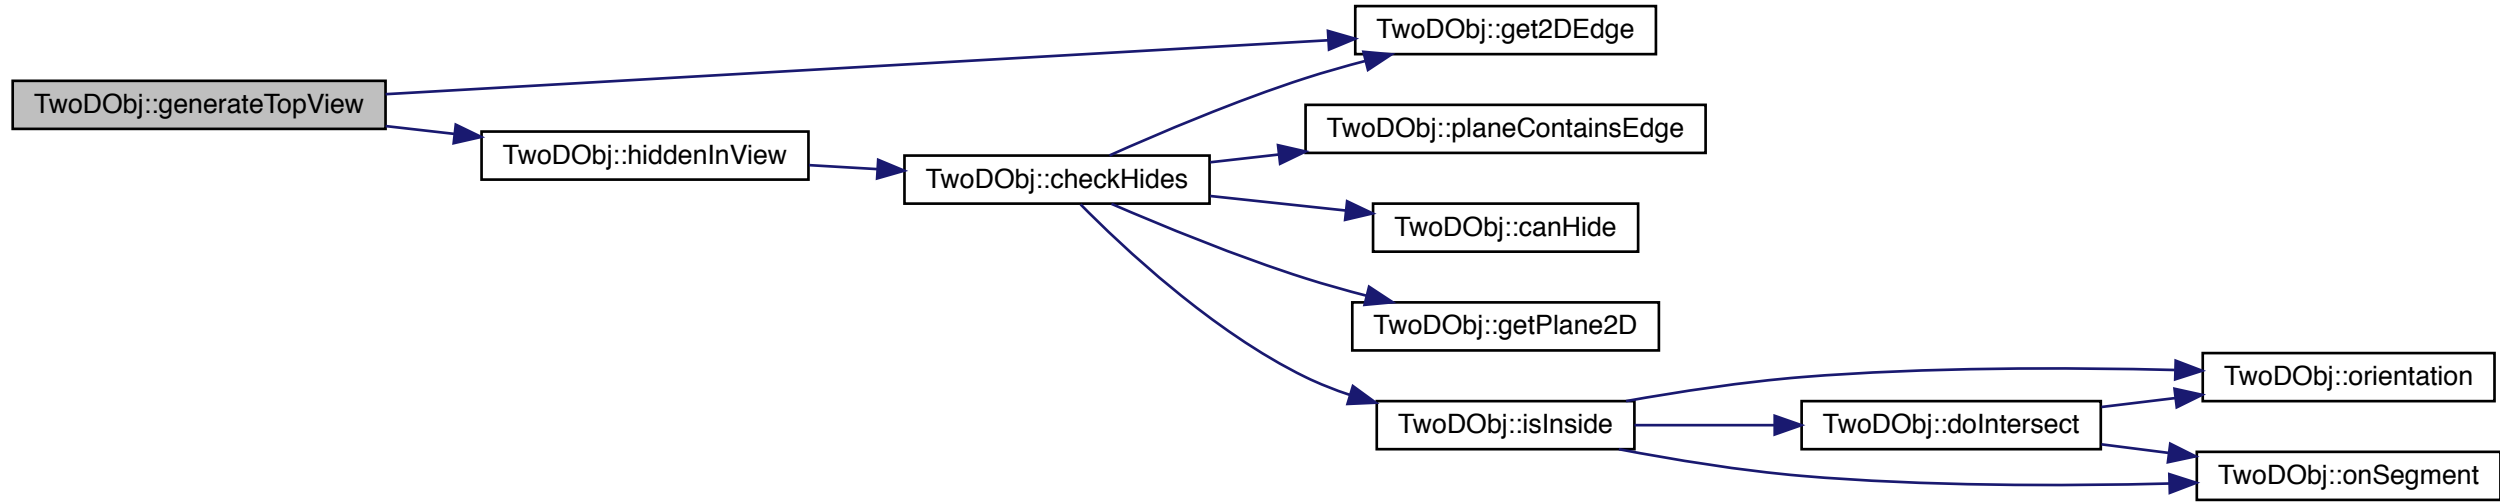 TwoDObj::generateTopView
TwoDObj::hiddenInView
TwoDObj::checkHides
TwoDObj::get2DEdge
TwoDObj::planeContainsEdge
TwoDObj::canHide
TwoDObj::getPlane2D
TwoDObj::isInside
TwoDObj::doIntersect
TwoDObj::orientation
TwoDObj::onSegment